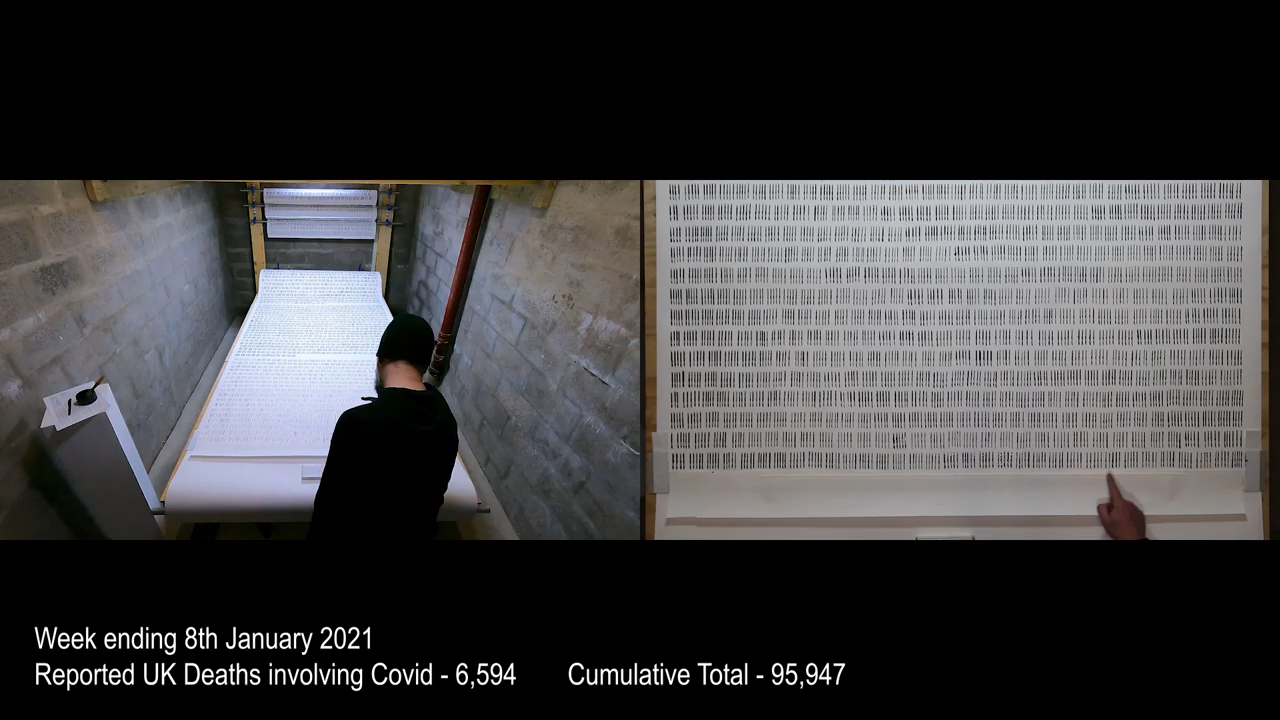 Week ending 8th January 2021
Reported UK Deaths involving Covid - 6,594 Cumulative Total - 95,947